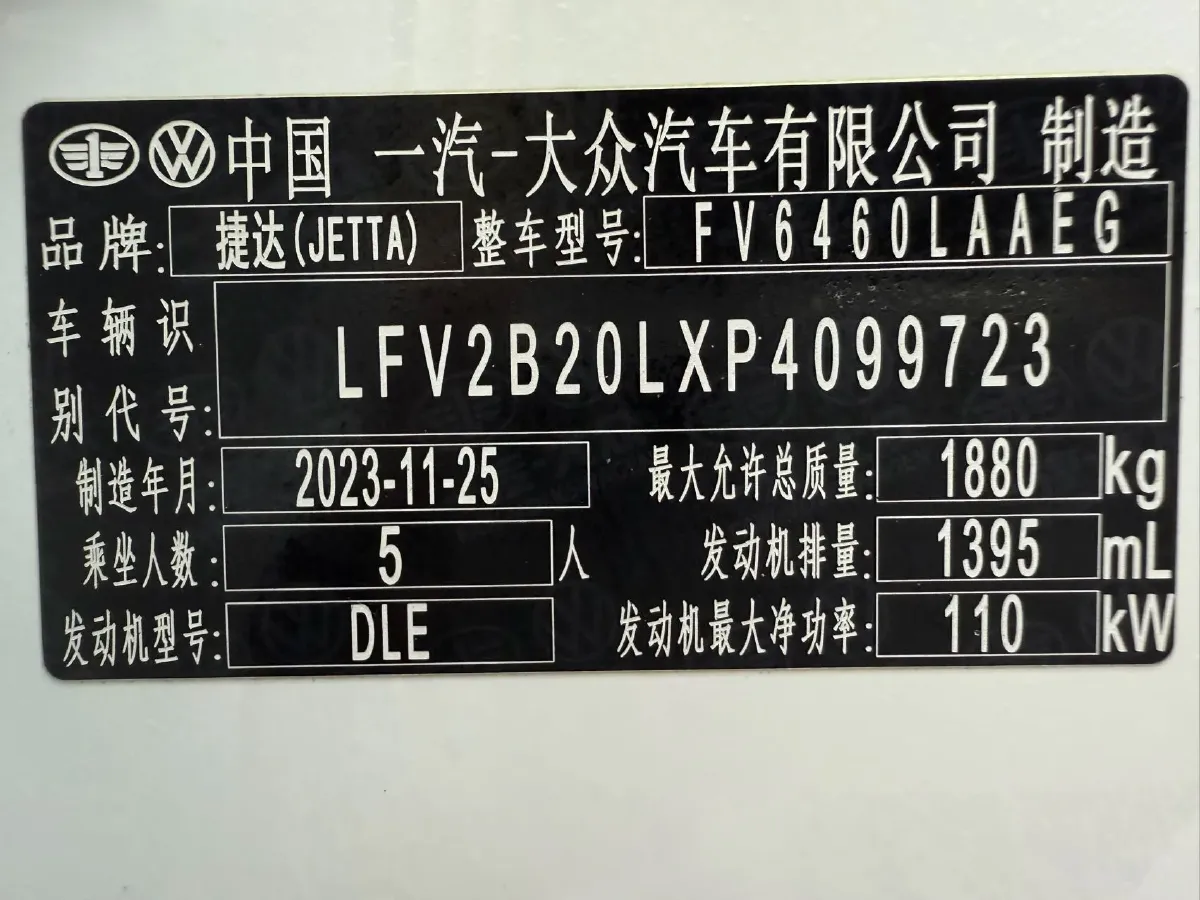 中国 一汽-大众汽车有限公司 制造
品牌: 捷达(JETTA) 整车型号: FV6460LAAEG
车辆识别代号: LFV2B20LXP4099723
制造年月: 2023-11-25 最大允许总质量: 1880 kg
乘坐人数: 5 人 发动机排量: 1395 mL
发动机型号: DLE 发动机最大净功率: 110 kW